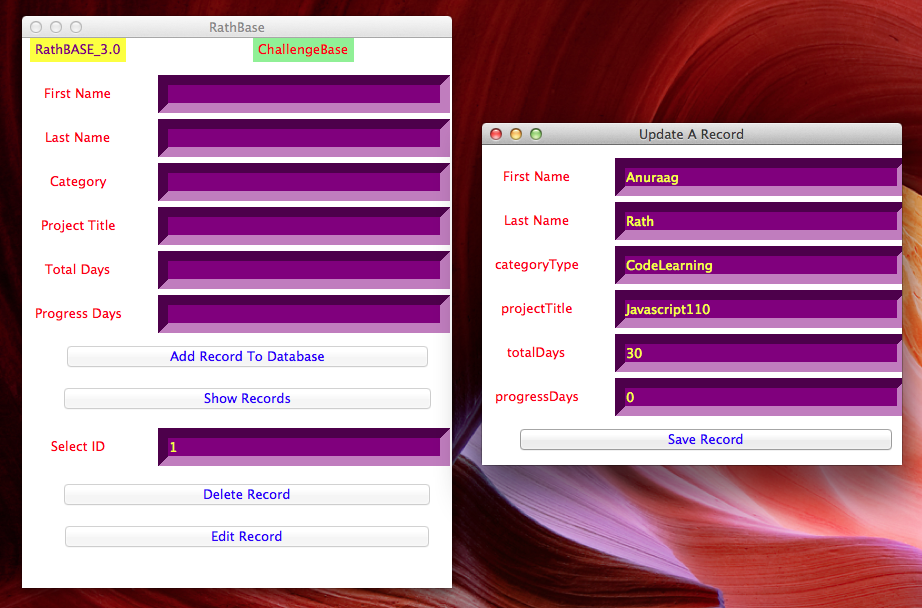 RathBase
RathBASE_3.0
ChallengeBase
First Name
Last Name
Category
Project Title
Total Days
Progress Days
Add Record To Database
Show Records
Select ID
1
Delete Record
Edit Record
Update A Record
First Name
Anuraag
Last Name
Rath
categoryType
CodeLearning
projectTitle
Javascript110
totalDays
30
progressDays
0
Save Record